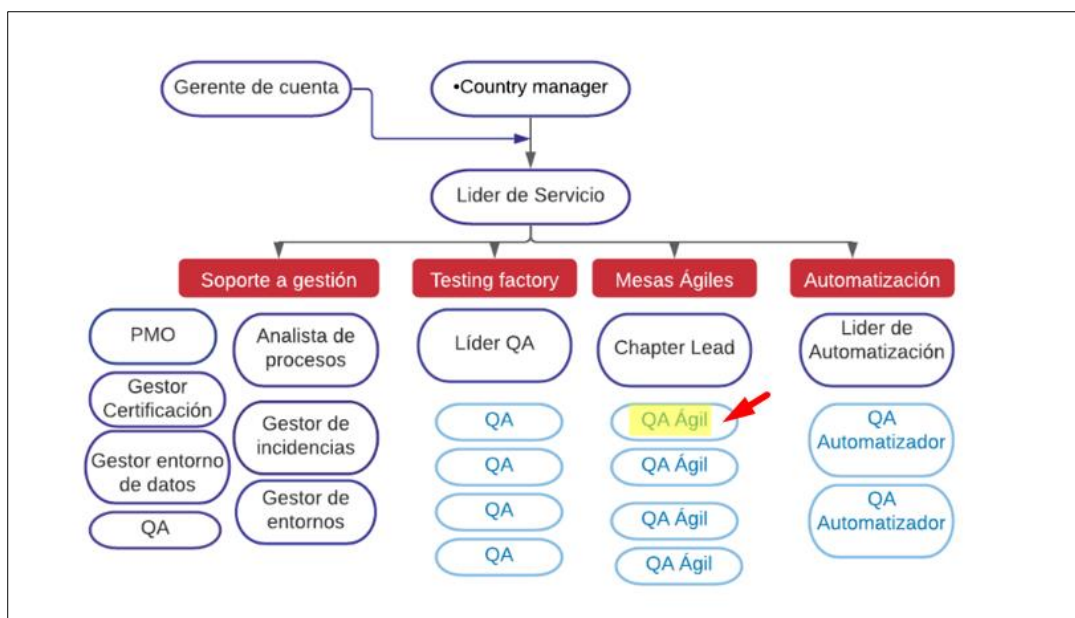 Gerente de cuenta
•Country manager
Lider de Servicio
Soporte a gestión
Testing factory
Mesas Ágiles
Automatización
PMO
Gestor
Certificación
Gestor entorno
de datos
QA
Analista de
procesos
Gestor de
incidencias
Gestor de
entornos
Líder QA
QA
QA
QA
QA
Chapter Lead
QA Ágil
QA Ágil
QA Ágil
QA Ágil
Lider de
Automatización
QA
Automatizador
QA
Automatizador